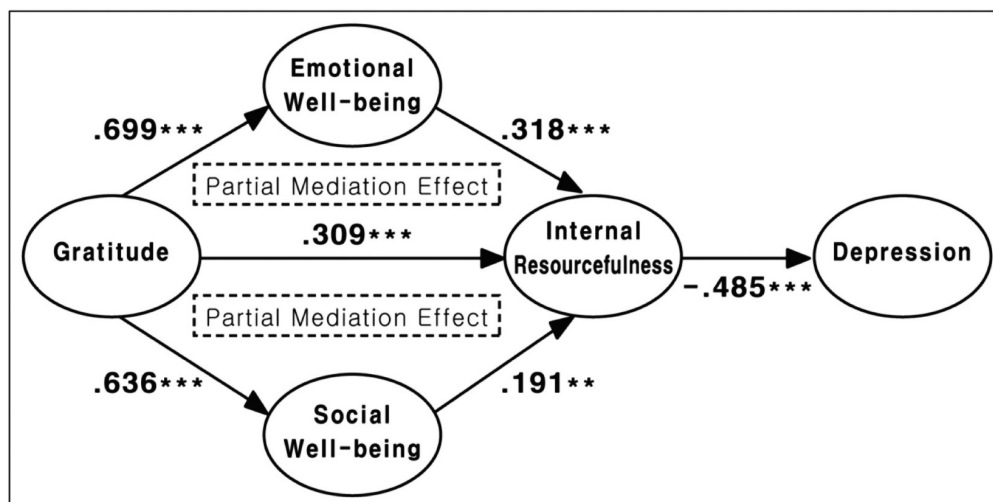 Emotional
Well-being
.699***
.318***
Partial Mediation Effect
Gratitude
.309***
Internal
Resourcefulness
-.485***
Depression
Partial Mediation Effect
.636***
.191**
Social
Well-being